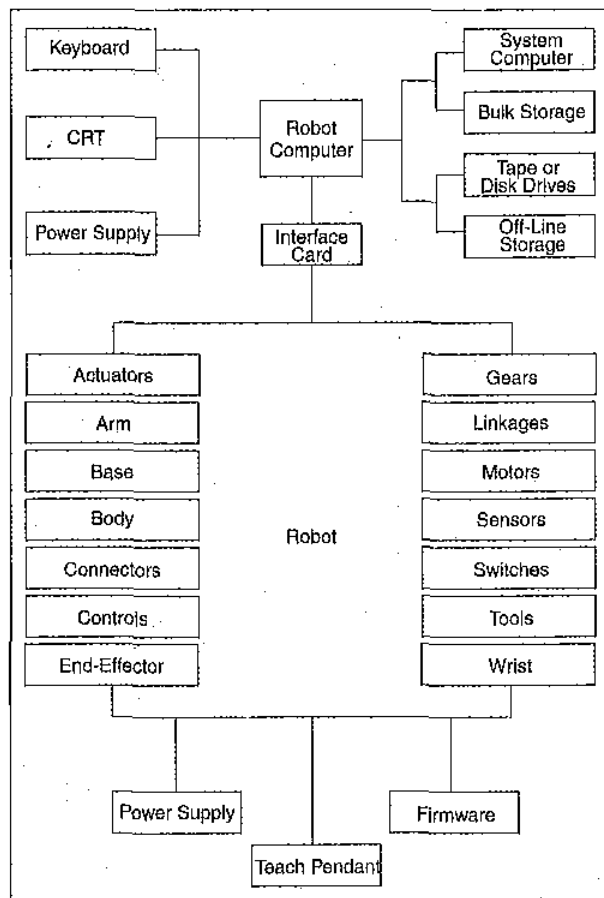 Keyboard
CRT
Power Supply
Robot
Computer
System
Computer
Bulk Storage
Tape or
Disk Drives
Off-Line
Storage
Interface
Card
Actuators
Arm
Base
Body
Connectors
Controls
End-Effector
Robot
Gears
Linkages
Motors
Sensors
Switches
Tools
Wrist
Power Supply
Firmware
Teach Pendant